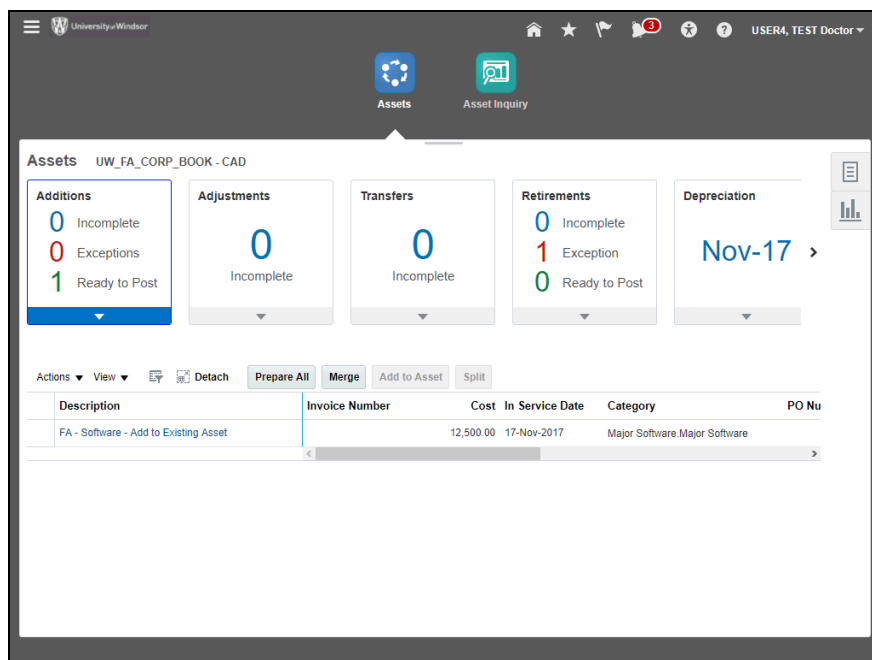 University of Windsor
3
USER4, TEST Doctor
Assets
Asset Inquiry
Assets UW_FA_CORP_BOOK - CAD
Additions
0 Incomplete
0 Exceptions
1 Ready to Post
Adjustments
0
Incomplete
Transfers
0
Incomplete
Retirements
0 Incomplete
1 Exception
0 Ready to Post
Depreciation
Nov-17
Actions View Detach Prepare All Merge Add to Asset Split
Description Invoice Number Cost In Service Date Category PO Nu
FA - Software - Add to Existing Asset 12,500.00 17-Nov-2017 Major Software.Major Software